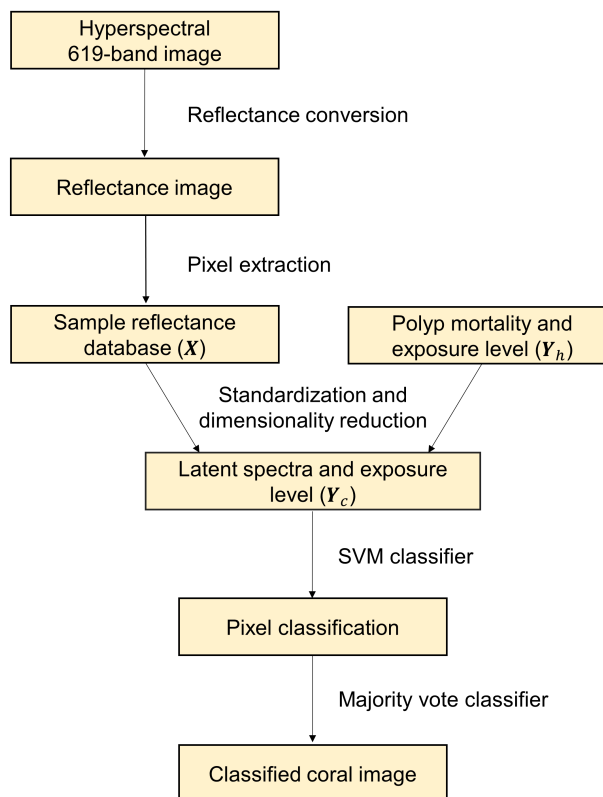 Hyperspectral
619-band image
Reflectance conversion
Reflectance image
Pixel extraction
Sample reflectance
database (X)
Polyp mortality and
exposure level (Yₕ)
Standardization and
dimensionality reduction
Latent spectra and exposure
level (Y_c)
SVM classifier
Pixel classification
Majority vote classifier
Classified coral image